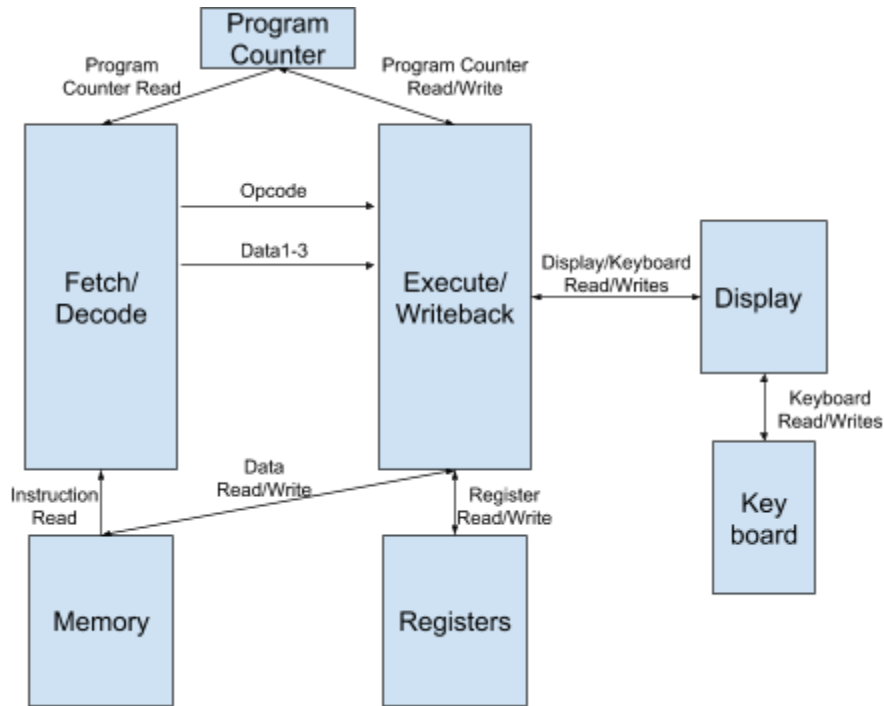 Program
Counter
Program
Counter Read
Program Counter
Read/Write
Opcode
Data1-3
Fetch/
Decode
Execute/
Writeback
Display/Keyboard
Read/Writes
Display
Keyboard
Read/Writes
Key
board
Instruction
Read
Data
Read/Write
Register
Read/Write
Memory
Registers